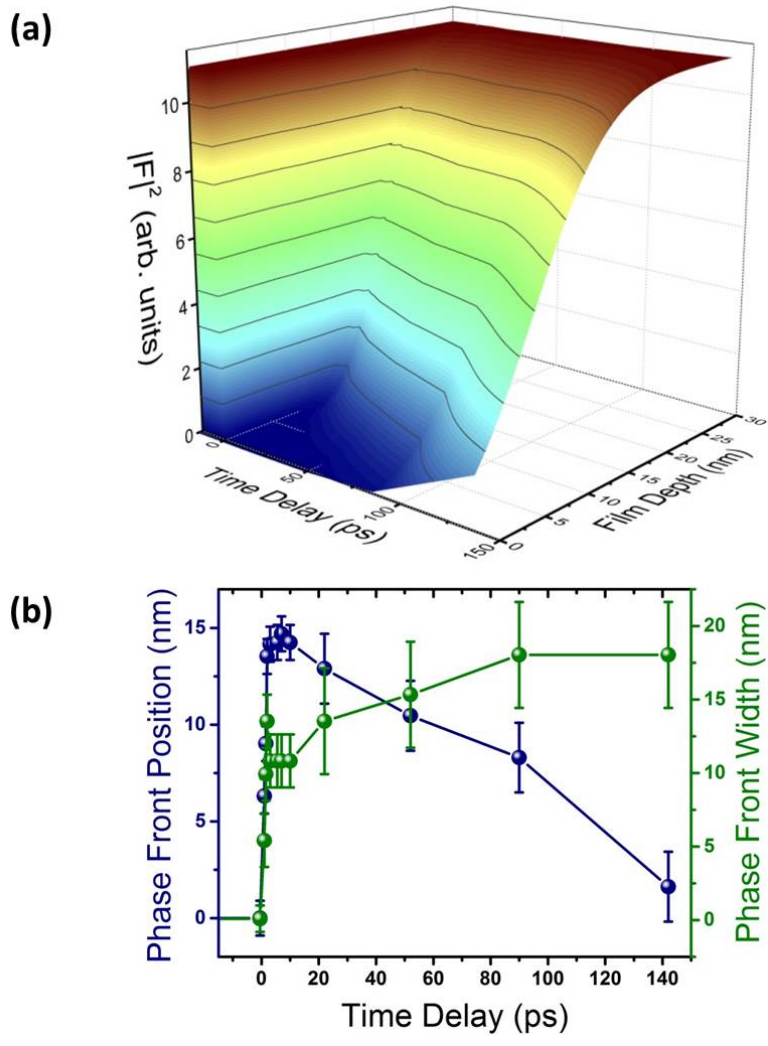 (a)
|F|² (arb. units)
10
8
6
4
2
0
0
50
100
150
Time Delay (ps)
0
5
10
15
20
25
30
Film Depth (nm)
(b)
Phase Front Position (nm)
15
10
5
0
Phase Front Width (nm)
20
15
10
5
0
0 20 40 60 80 100 120 140
Time Delay (ps)